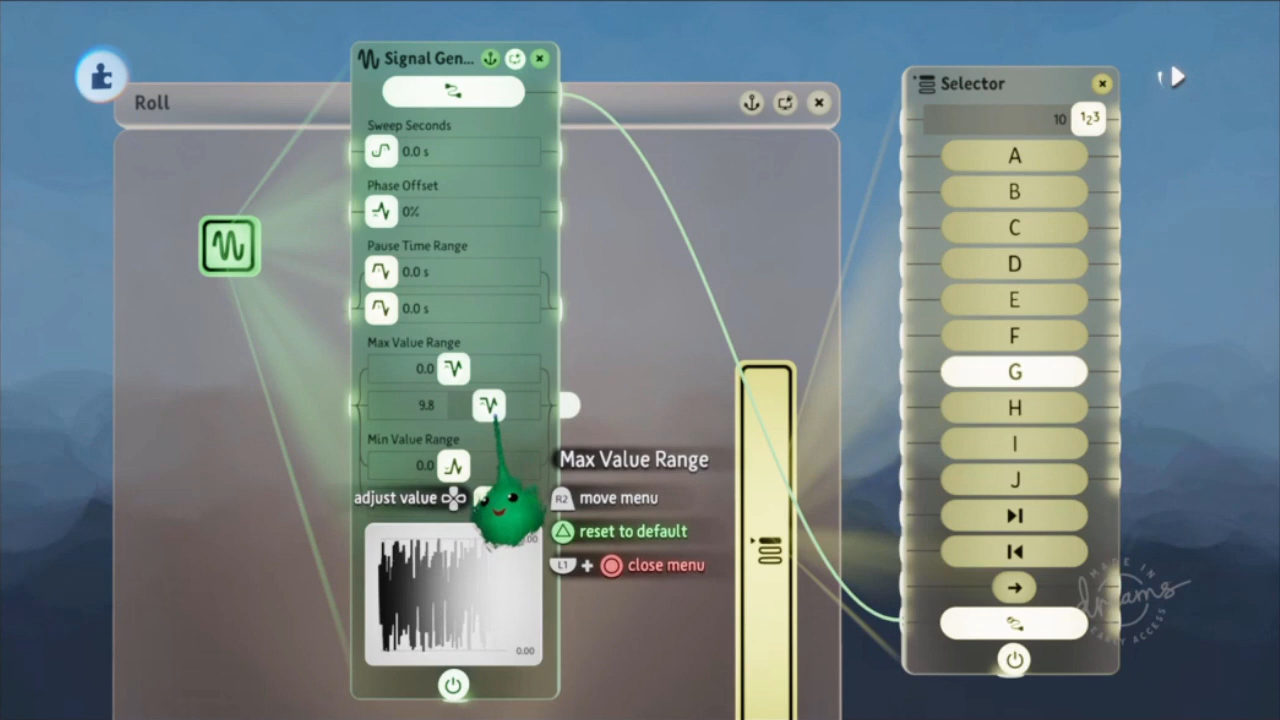 Roll
Signal Gen...
Sweep Seconds
0.0 s
Phase Offset
0%
Pause Time Range
0.0 s
0.0 s
Max Value Range
0.0
9.8
Min Value Range
0.0
adjust value
0.00
Max Value Range
R2 move menu
reset to default
L1 + close menu
Selector
10 123
A
B
C
D
E
F
G
H
I
J
MADE IN
dreams
EARLY ACCESS